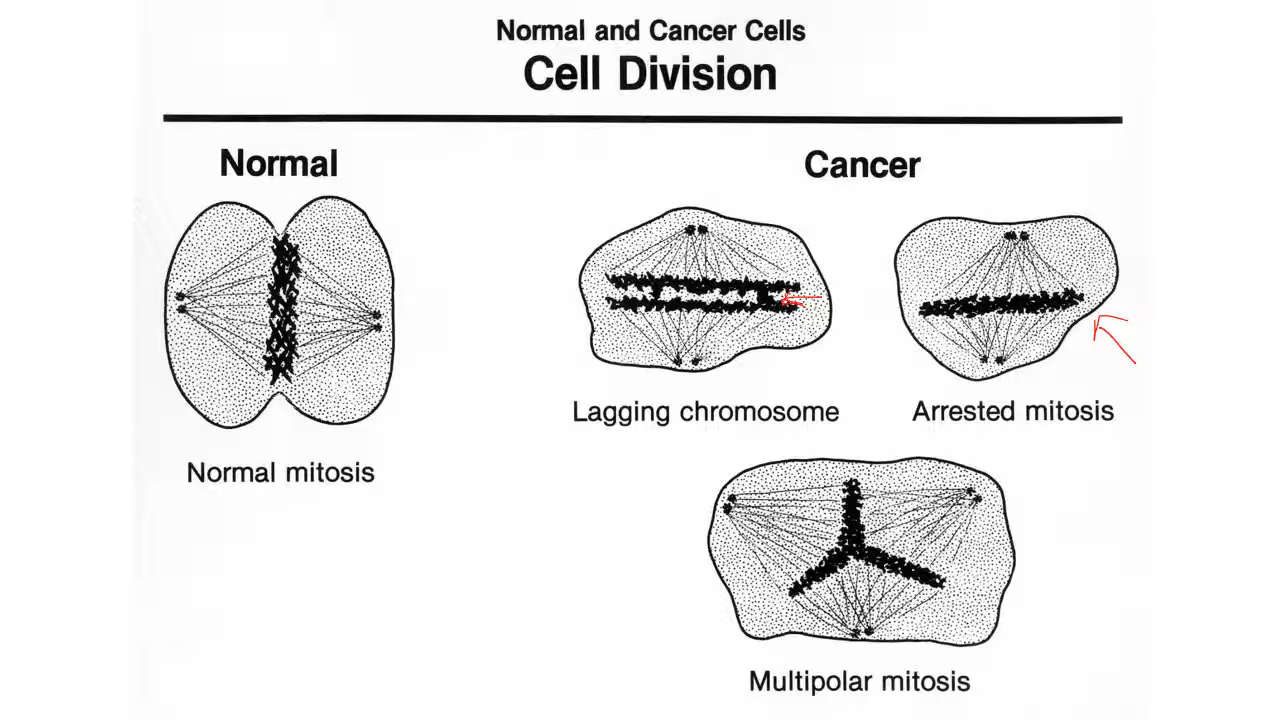 Normal and Cancer Cells
Cell Division
Normal
Cancer
Lagging chromosome
Arrested mitosis
Normal mitosis
Multipolar mitosis